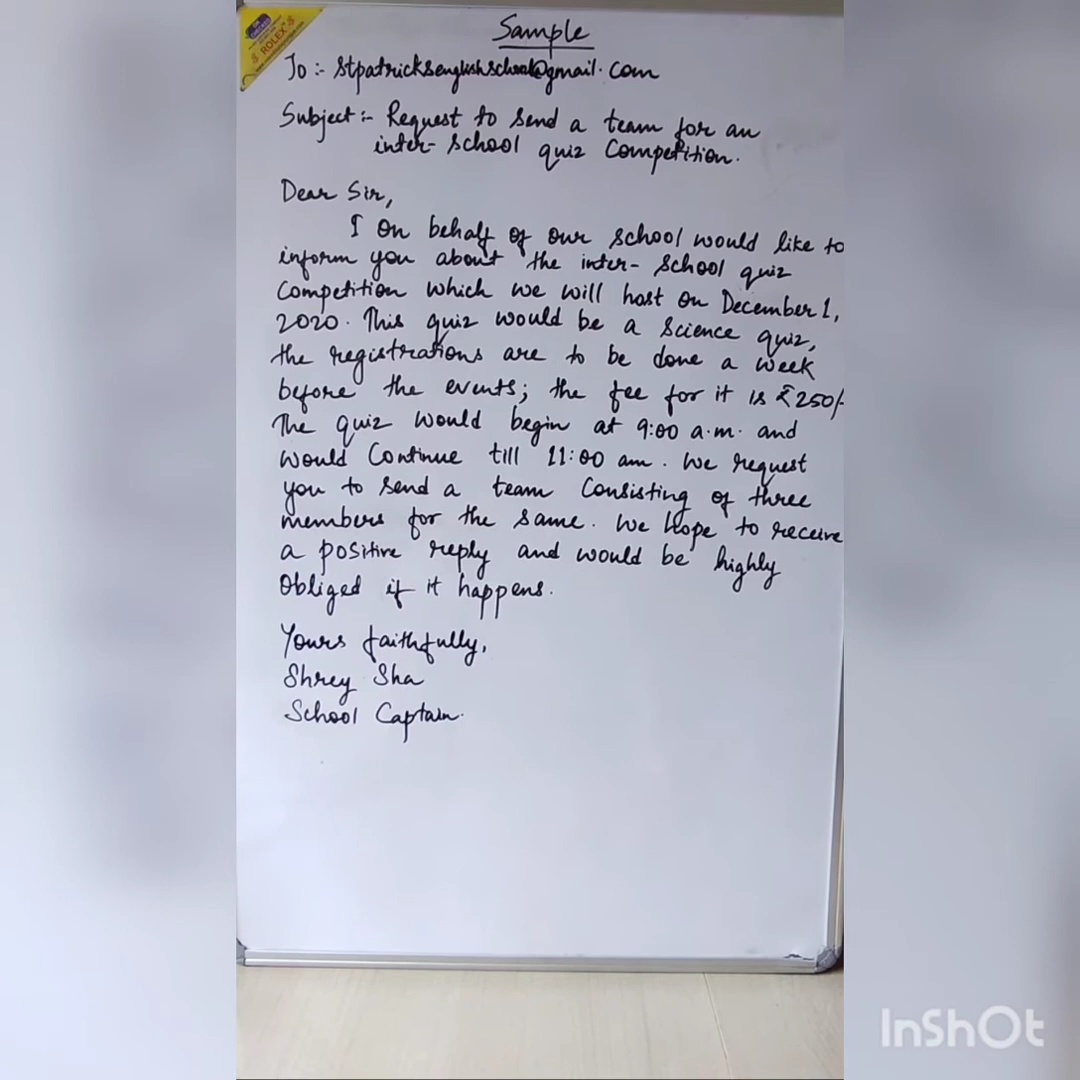 Sample
To :- stpatricksenglishschool@gmail.com
Subject :- Request to send a team for an
inter-school quiz competition.
Dear Sir,
I on behalf of our school would like to
inform you about the inter-school quiz
competition which we will host on December 1,
2020. This quiz would be a science quiz,
the registrations are to be done a week
before the events; the fee for it is ₹250/-
The quiz would begin at 9:00 a.m. and
would continue till 11:00 am. We request
you to send a team consisting of three
members for the same. We hope to receive
a positive reply and would be highly
obliged if it happens.
Yours faithfully,
Shrey Sha
School Captain.
ROLEX
InShOt